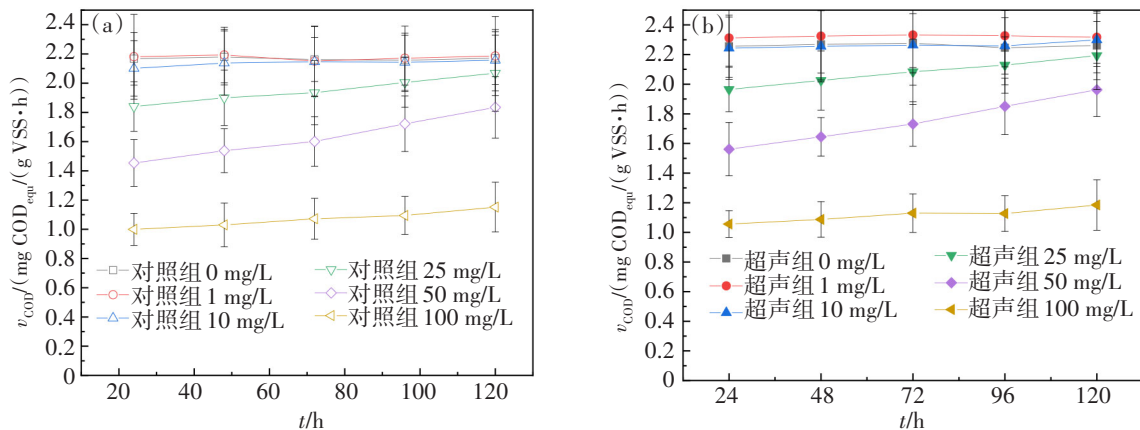 (a)
2.4
2.2
2.0
1.8
1.6
1.4
1.2
1.0
0.8
0.6
0.4
0.2
0
v_COD/(mg COD_equ/(g VSS·h))
对照组 0 mg/L
对照组 1 mg/L
对照组 10 mg/L
对照组 25 mg/L
对照组 50 mg/L
对照组 100 mg/L
20 40 60 80 100 120
t/h
(b)
2.4
2.2
2.0
1.8
1.6
1.4
1.2
1.0
0.8
0.6
0.4
0.2
0
v_COD/(mg COD_equ/(g VSS·h))
超声组 0 mg/L
超声组 1 mg/L
超声组 10 mg/L
超声组 25 mg/L
超声组 50 mg/L
超声组 100 mg/L
24 48 72 96 120
t/h